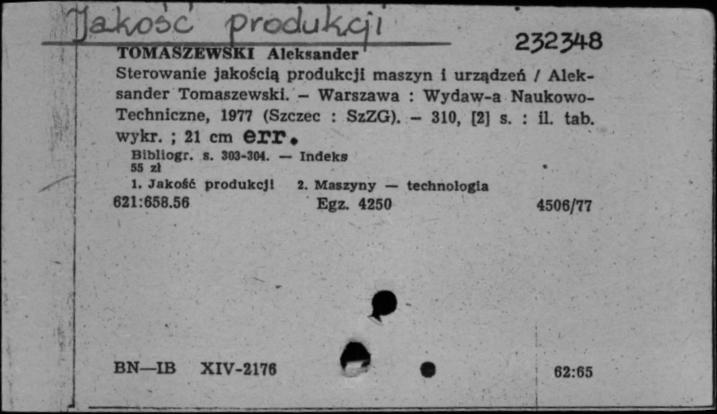 Jakość produkcji
232348
TOMASZEWSKI Aleksander
Sterowanie jakością produkcji maszyn i urządzeń / Alek-
sander Tomaszewski. — Warszawa : Wydaw-a Naukowo-
Techniczne, 1977 (Szczec : SzZG). — 310, [2] s. : il. tab.
wykr. ; 21 cm err.
Bibliogr. s. 303-304. — Indeks
55 zł
1. Jakość produkcji 2. Maszyny — technologia
621:658.56 Egz. 4250 4506/77
BN—IB XIV-2176 62:65